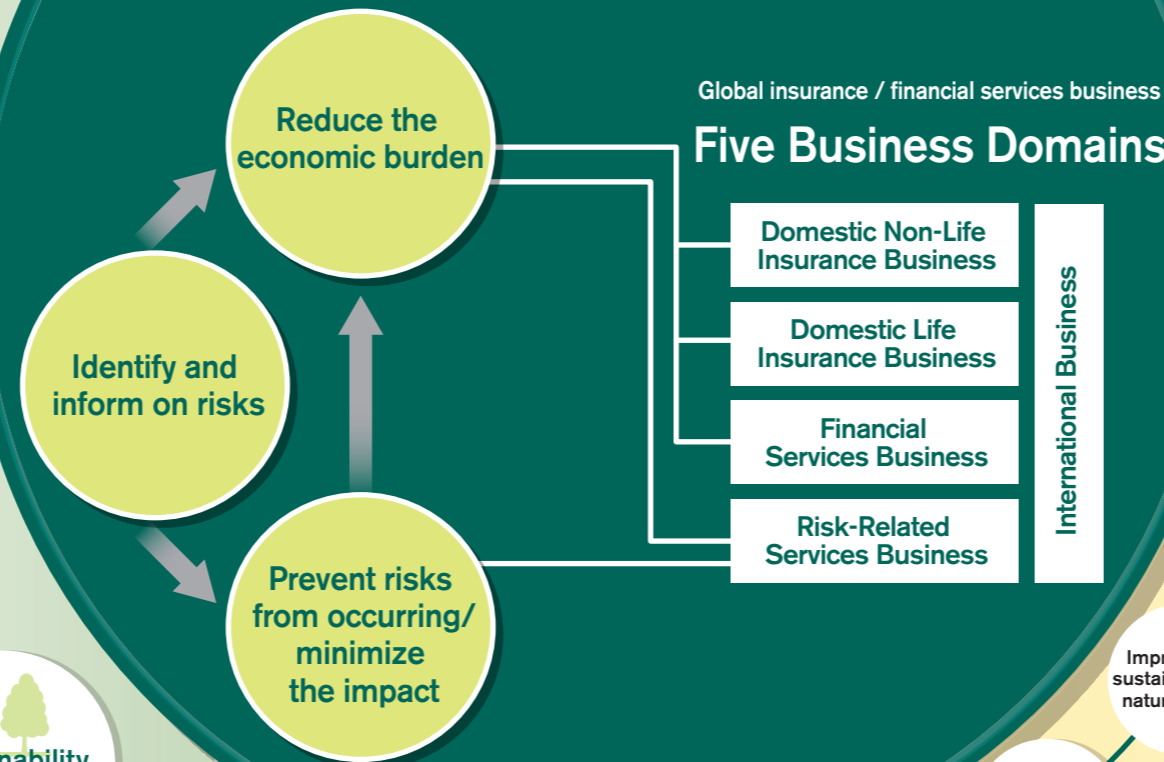 Reduce the
economic burden
Global insurance / financial services business
Five Business Domains
Domestic Non-Life
Insurance Business
Domestic Life
Insurance Business
Financial
Services Business
Risk-Related
Services Business
International Business
Identify and
inform on risks
Prevent risks
from occurring/
minimize
the impact